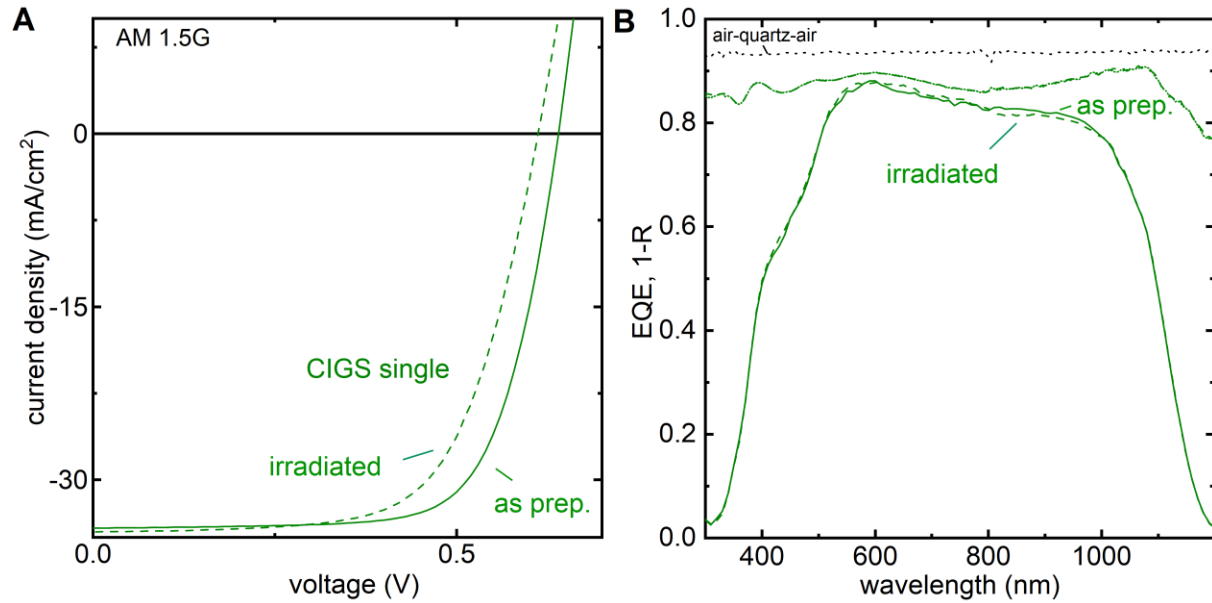 A
AM 1.5G
0
-15
-30
current density (mA/cm²)
CIGS single
irradiated
as prep.
0.0
0.5
voltage (V)
B
air-quartz-air
1.0
0.8
0.6
0.4
0.2
0.0
EQE, 1-R
as prep.
irradiated
400
600
800
1000
wavelength (nm)